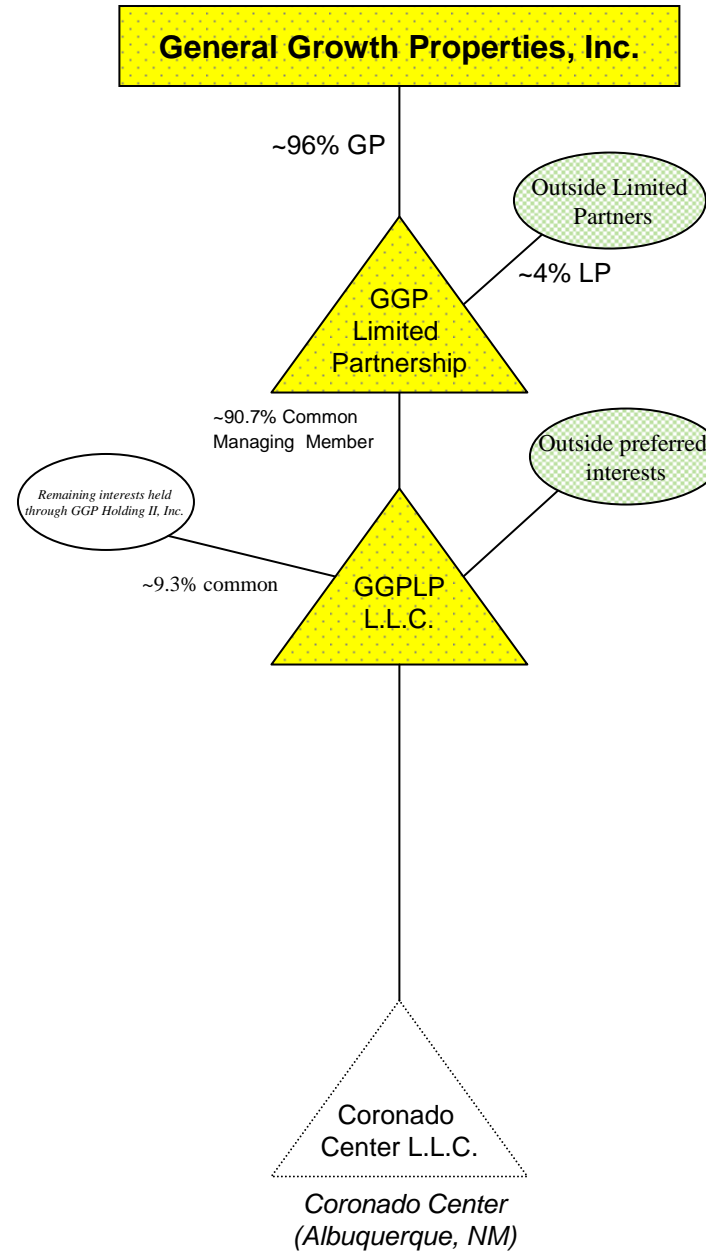 General Growth Properties, Inc.
~96% GP
Outside Limited
Partners
~4% LP
GGP
Limited
Partnership
~90.7% Common
Managing Member
Outside preferred
interests
Remaining interests held
through GGP Holding II, Inc.
~9.3% common
GGPLP
L.L.C.
Coronado
Center L.L.C.
Coronado Center
(Albuquerque, NM)